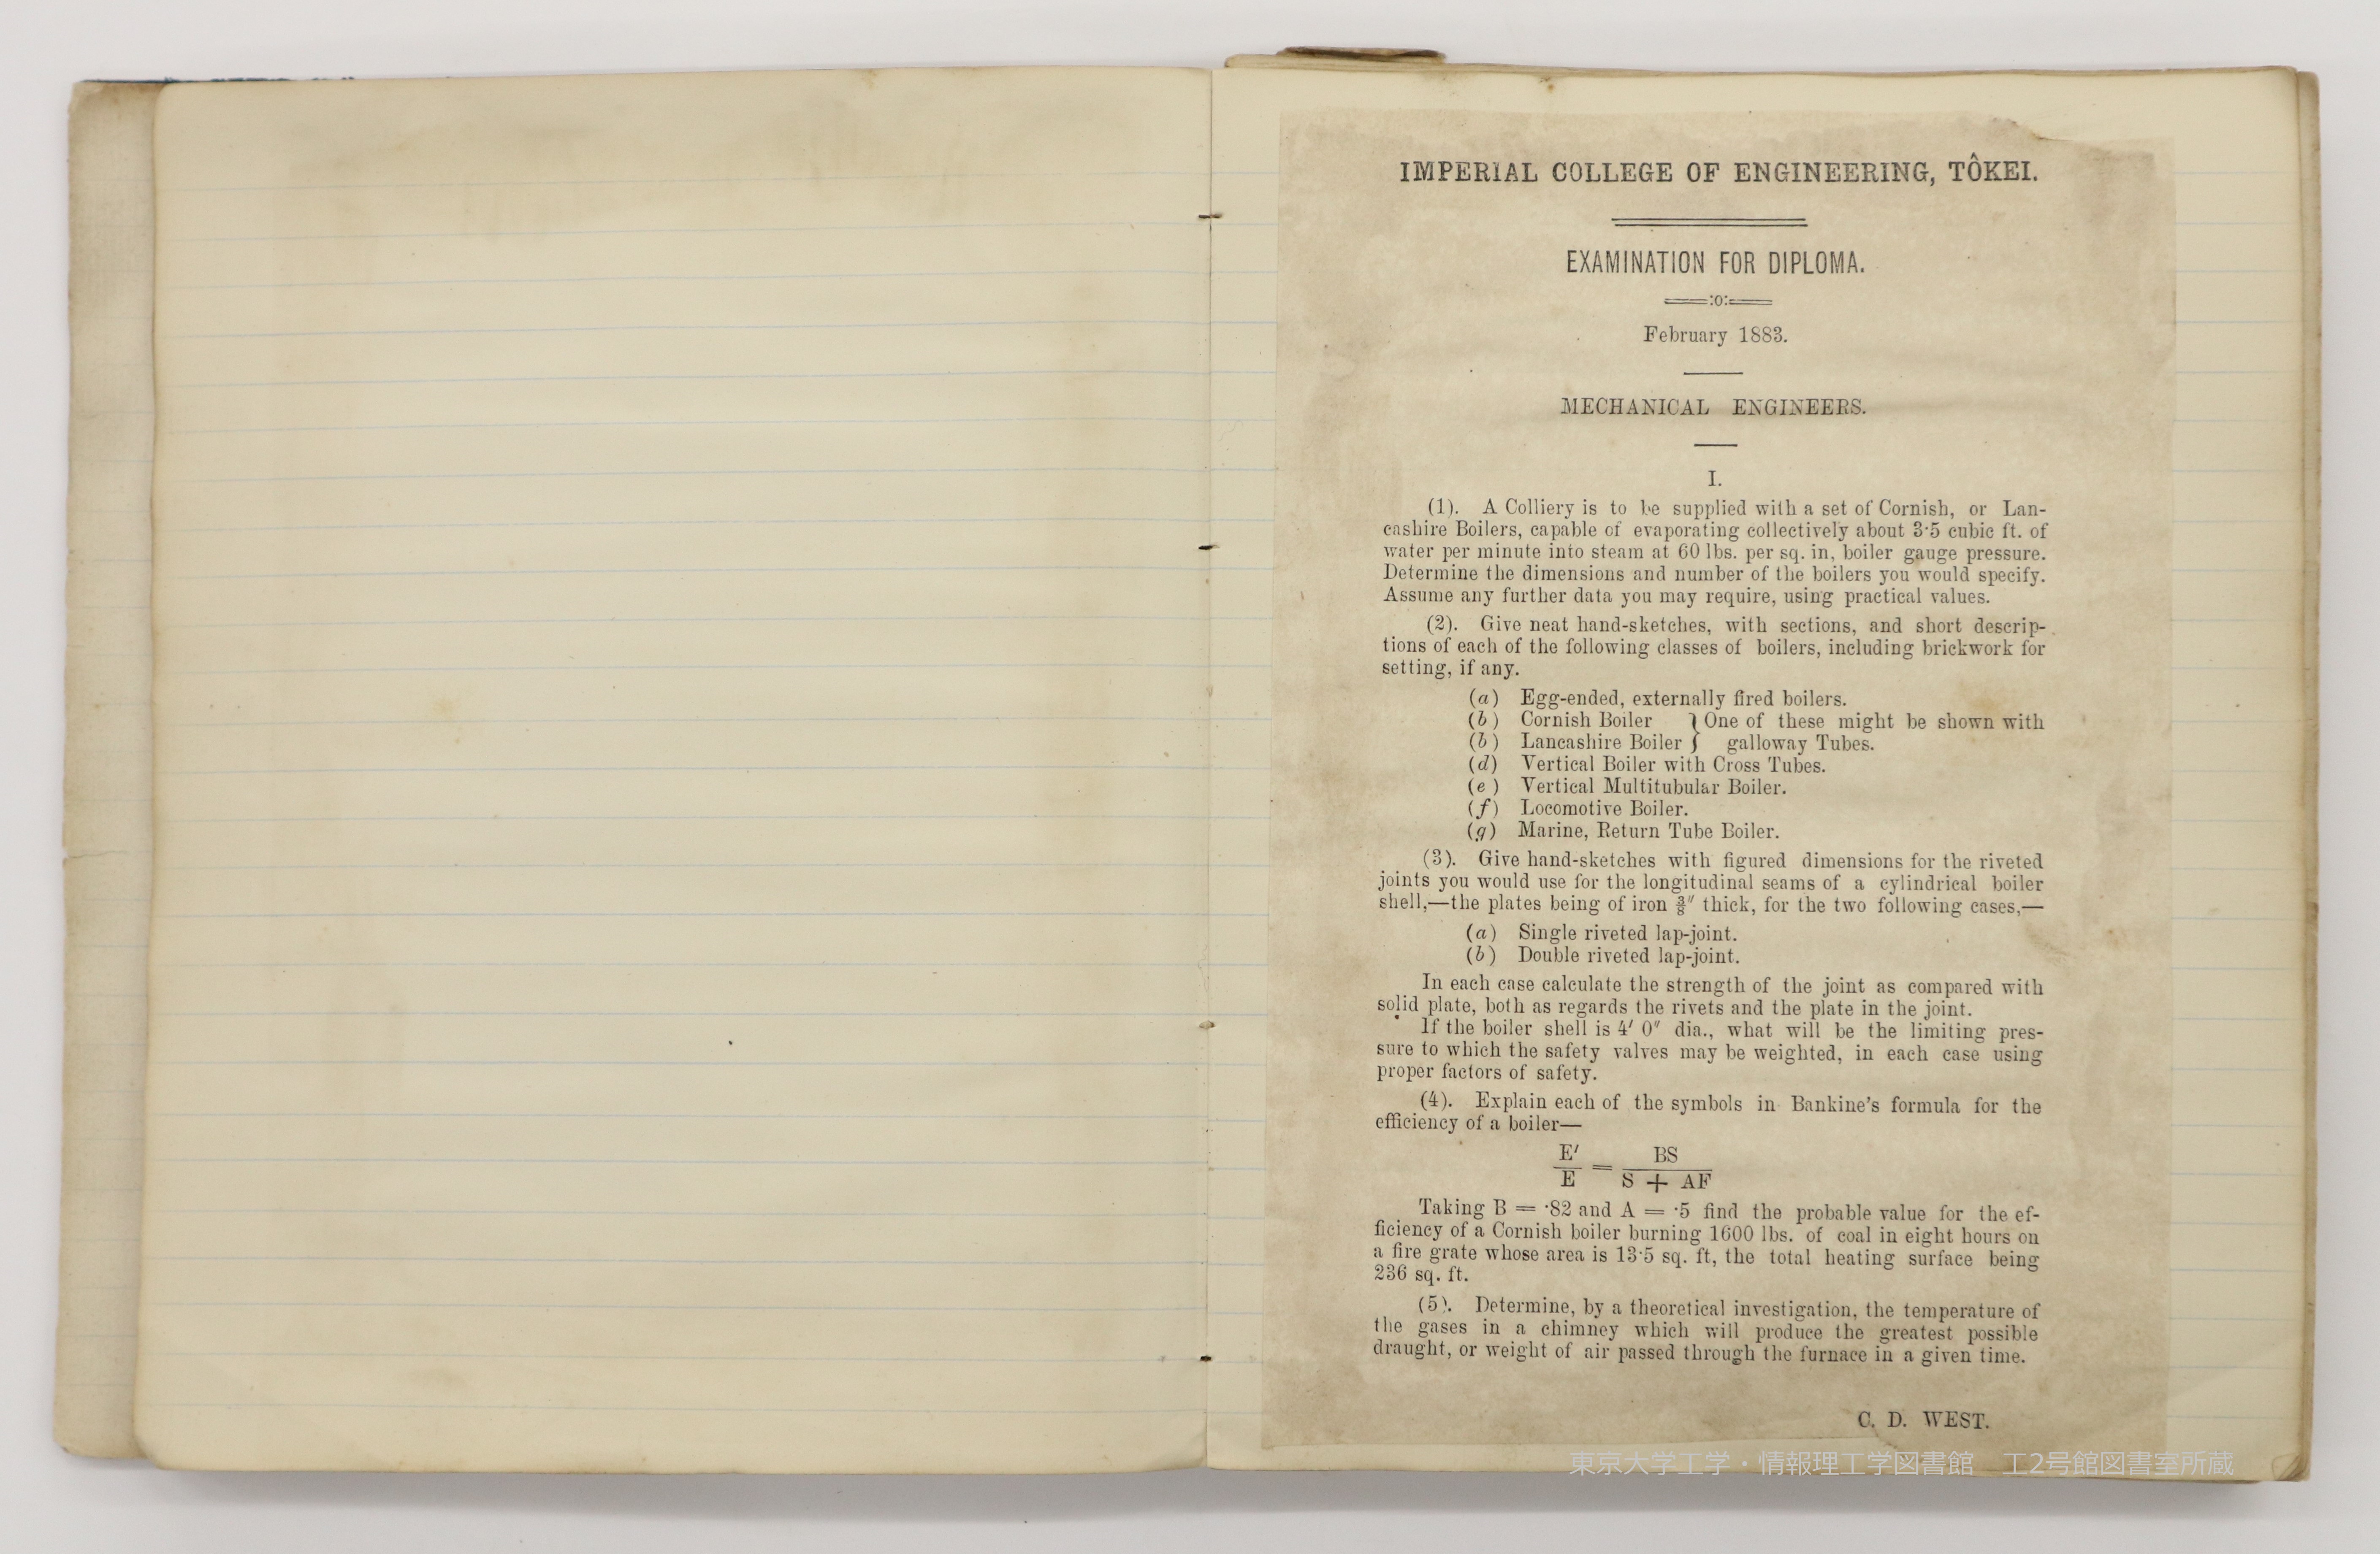 IMPERIAL COLLEGE OF ENGINEERING, TÔKEI.
EXAMINATION FOR DIPLOMA.
:o:
February 1883.
MECHANICAL ENGINEERS.
I.
(1). A Colliery is to be supplied with a set of Cornish, or Lan-
cashire Boilers, capable of evaporating collectively about 3·5 cubic ft. of
water per minute into steam at 60 lbs. per sq. in, boiler gauge pressure.
Determine the dimensions and number of the boilers you would specify.
Assume any further data you may require, using practical values.
(2). Give neat hand-sketches, with sections, and short descrip-
tions of each of the following classes of boilers, including brickwork for
setting, if any.
(a) Egg-ended, externally fired boilers.
(b) Cornish Boiler } One of these might be shown with
(b) Lancashire Boiler } galloway Tubes.
(d) Vertical Boiler with Cross Tubes.
(e) Vertical Multitubular Boiler.
(f) Locomotive Boiler.
(g) Marine, Return Tube Boiler.
(3). Give hand-sketches with figured dimensions for the riveted
joints you would use for the longitudinal seams of a cylindrical boiler
shell,—the plates being of iron ⅜″ thick, for the two following cases,—
(a) Single riveted lap-joint.
(b) Double riveted lap-joint.
In each case calculate the strength of the joint as compared with
solid plate, both as regards the rivets and the plate in the joint.
If the boiler shell is 4′ 0″ dia., what will be the limiting pres-
sure to which the safety valves may be weighted, in each case using
proper factors of safety.
(4). Explain each of the symbols in Bankine's formula for the
efficiency of a boiler—
E′/E = BS/(S + AF)
Taking B = ·82 and A = ·5 find the probable value for the ef-
ficiency of a Cornish boiler burning 1600 lbs. of coal in eight hours on
a fire grate whose area is 13·5 sq. ft, the total heating surface being
236 sq. ft.
(5). Determine, by a theoretical investigation, the temperature of
the gases in a chimney which will produce the greatest possible
draught, or weight of air passed through the furnace in a given time.
C. D. WEST.
東京大学工学・情報理工学図書館 工2号館図書室所蔵